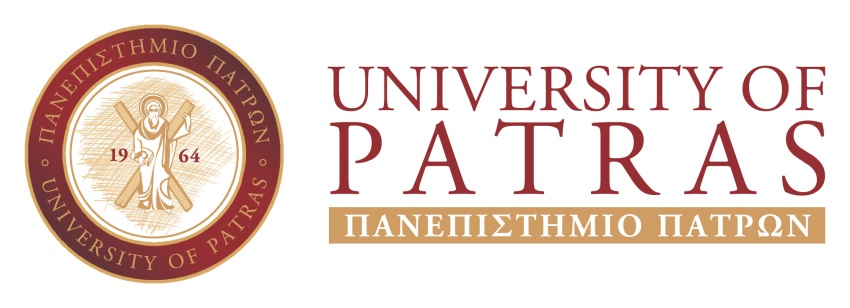 ΠΑΝΕΠΙΣΤΗΜΙΟ ΠΑΤΡΩΝ
19 64
UNIVERSITY OF PATRAS
UNIVERSITY OF
PATRAS
ΠΑΝΕΠΙΣΤΗΜΙΟ ΠΑΤΡΩΝ